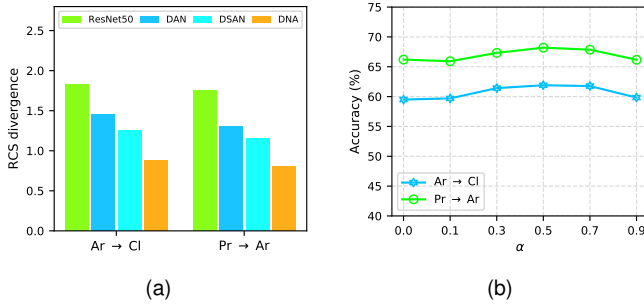 ResNet50 DAN DSAN DNA
2.5
2.0
1.5
1.0
0.5
0.0
RCS divergence
Ar → Cl Pr → Ar
(a)
75
70
65
60
55
50
45
40
Accuracy (%)
Ar → Cl
Pr → Ar
0.0 0.1 0.3 0.5 0.7 0.9
α
(b)